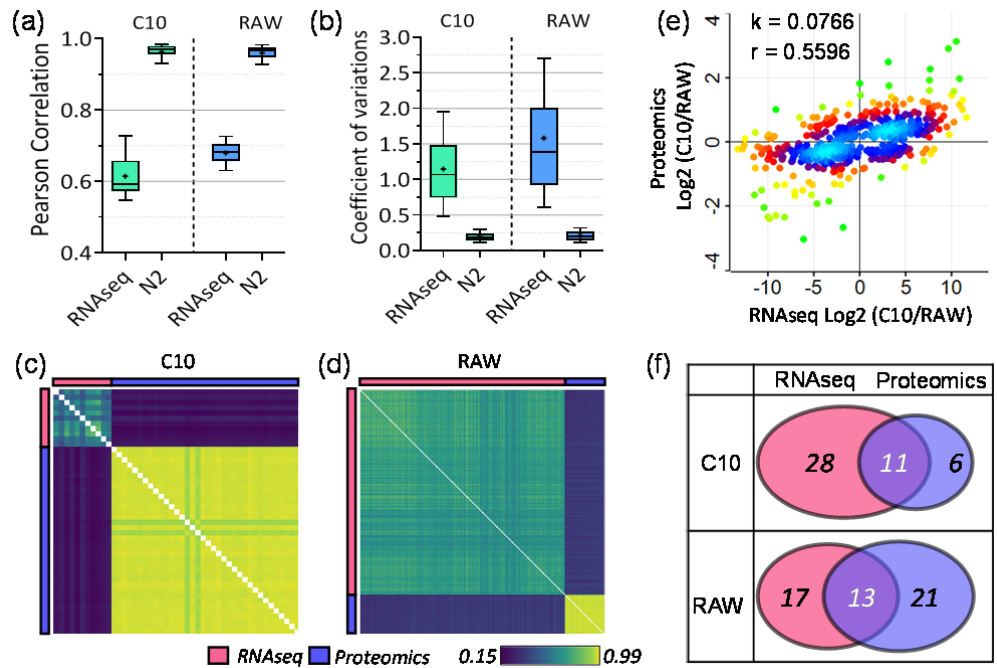 (a)
C10
RAW
Pearson Correlation
1.0
0.8
0.6
0.4
RNAseq
N2
RNAseq
N2
(b)
C10
RAW
Coefficient of variations
3.0
2.5
2.0
1.5
1.0
0.5
0.0
RNAseq
N2
RNAseq
N2
(e)
k = 0.0766
r = 0.5596
Proteomics
Log2 (C10/RAW)
4
2
0
-2
-4
-10
-5
0
5
10
RNAseq Log2 (C10/RAW)
(c)
C10
(d)
RAW
RNAseq
Proteomics
0.15
0.99
(f)
RNAseq Proteomics
C10
28
11
6
RAW
17
13
21